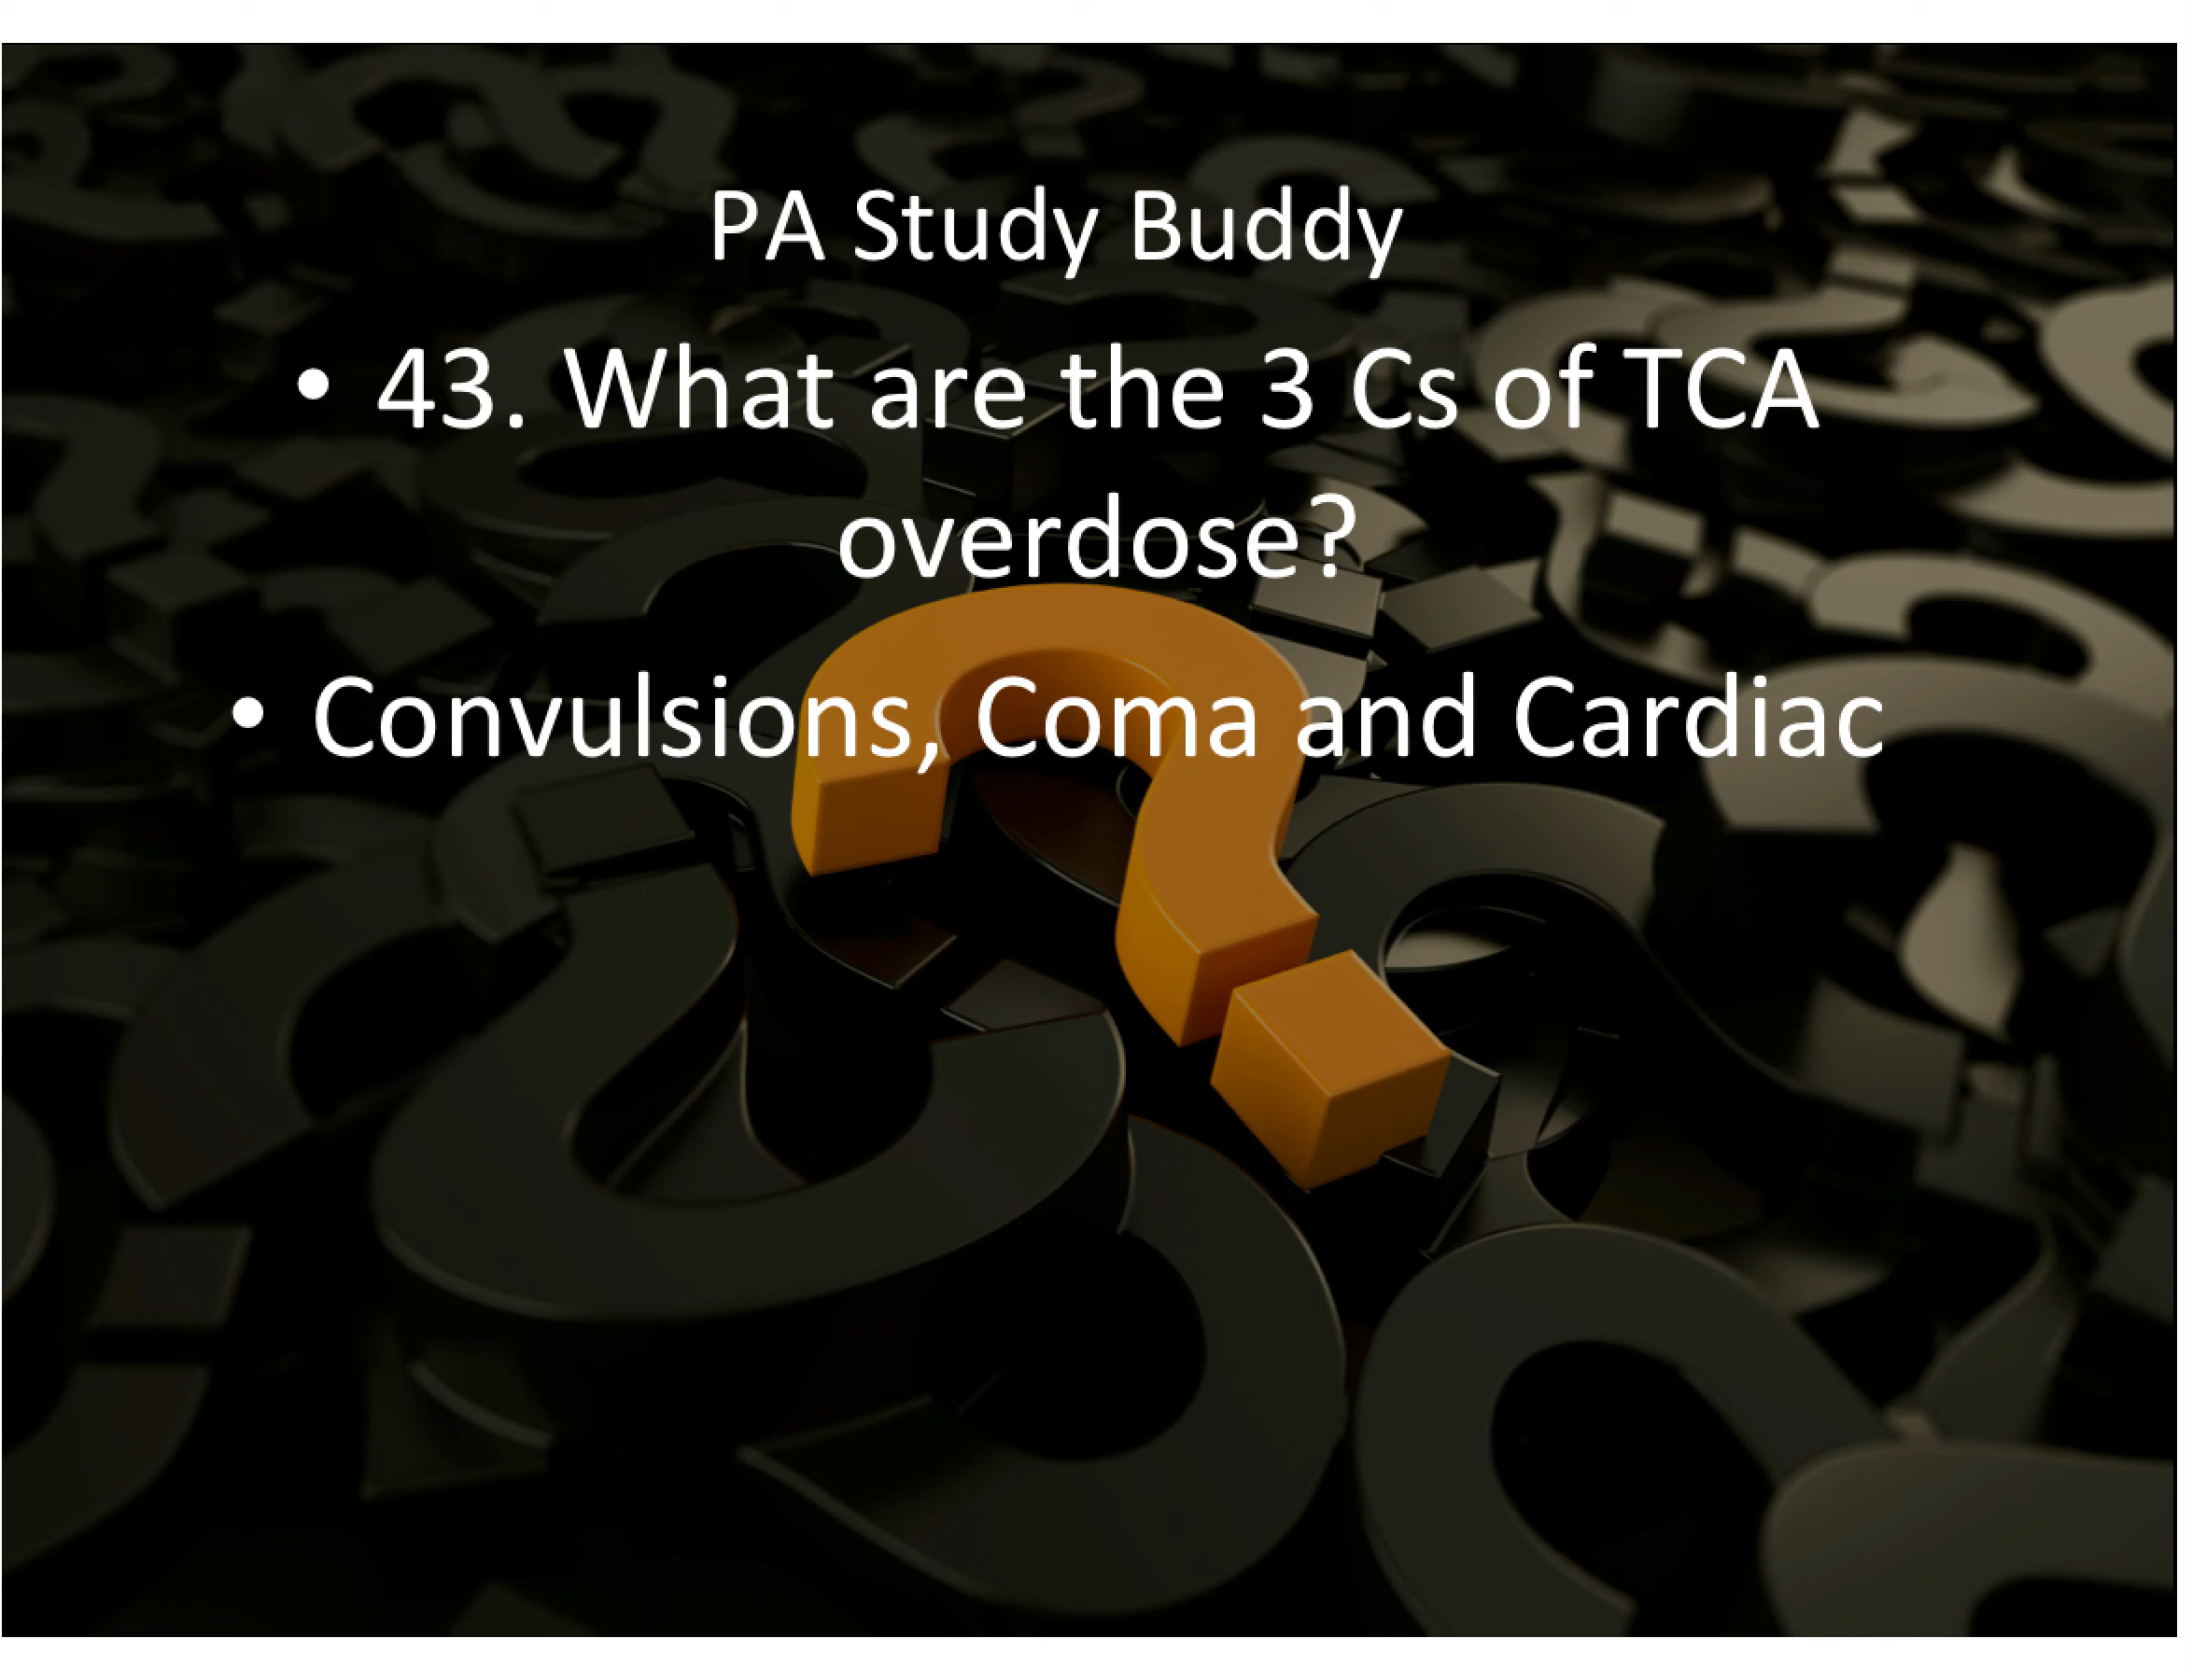 PA Study Buddy
• 43. What are the 3 Cs of TCA
overdose?
• Convulsions, Coma and Cardiac